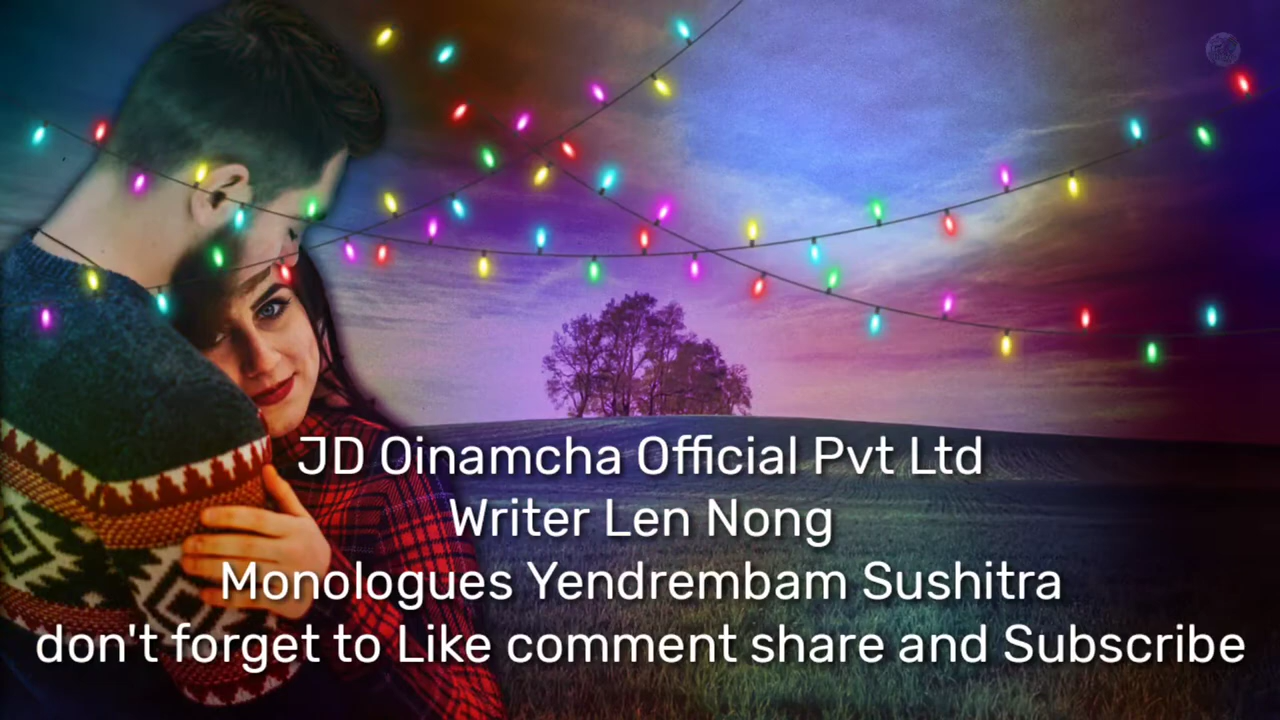 JD Oinamcha Official Pvt Ltd
Writer Len Nong
Monologues Yendrembam Sushitra
don't forget to Like comment share and Subscribe